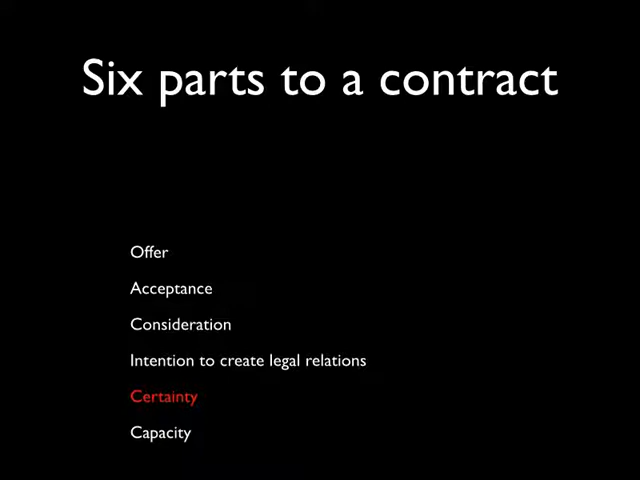 Six parts to a contract
Offer
Acceptance
Consideration
Intention to create legal relations
Certainty
Capacity